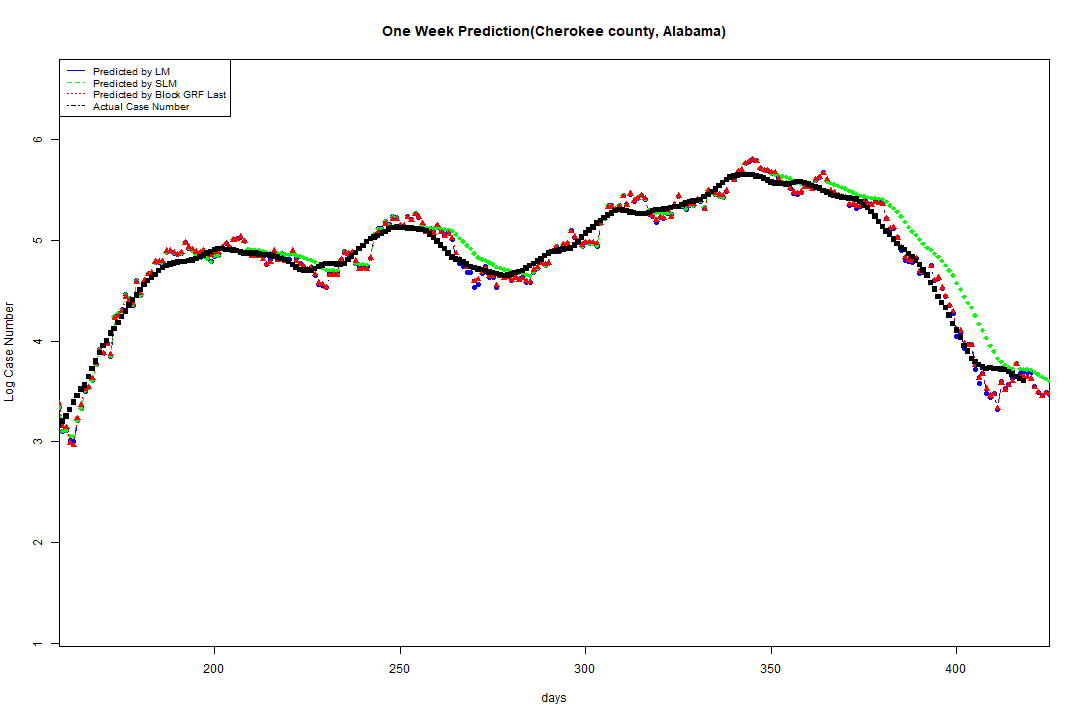 One Week Prediction(Cherokee county, Alabama)
Predicted by LM
Predicted by SLM
Predicted by Block GRF Last
Actual Case Number
Log Case Number
6
5
4
3
2
1
200 250 300 350 400
days